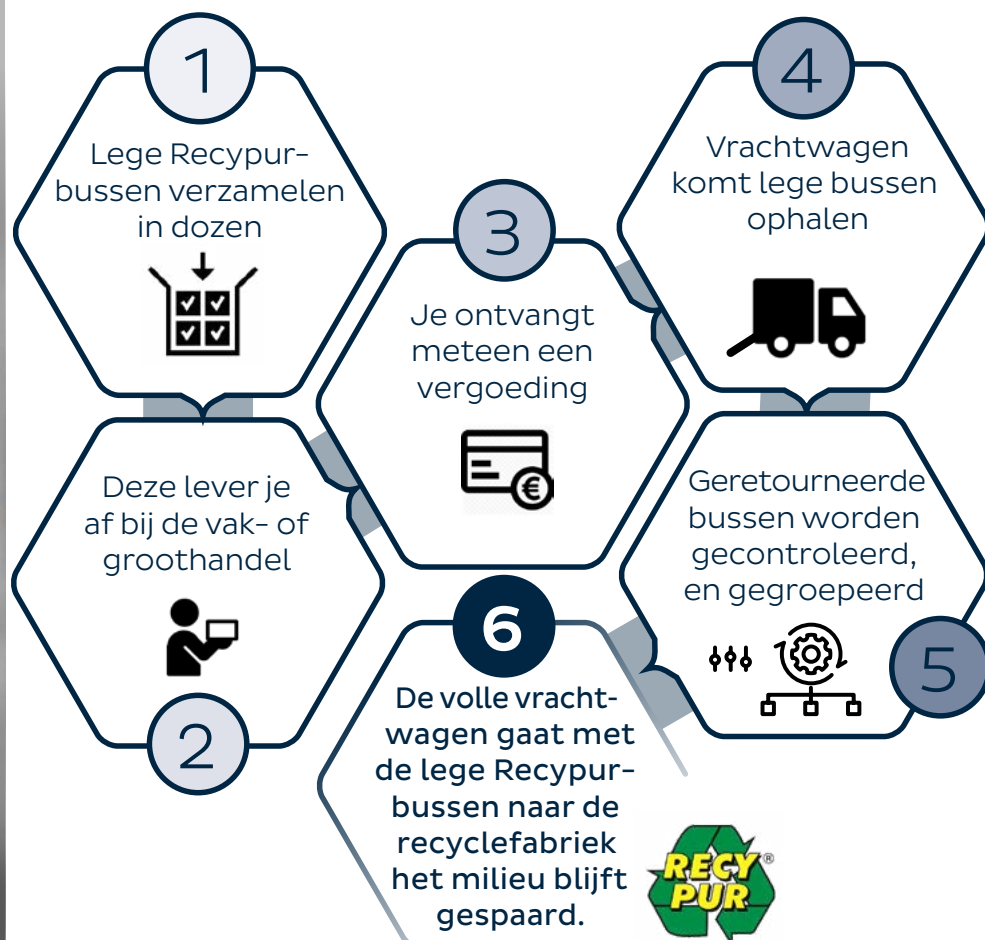 1
Lege Recypur-
bussen verzamelen
in dozen
2
Deze lever je
af bij de vak- of
groothandel
3
Je ontvangt
meteen een
vergoeding
€
4
Vrachtwagen
komt lege bussen
ophalen
5
Geretourneerde
bussen worden
gecontroleerd,
en gegroepeerd
6
De volle vracht-
wagen gaat met
de lege Recypur-
bussen naar de
recyclefabriek
het milieu blijft
gespaard.
RECY®
PUR